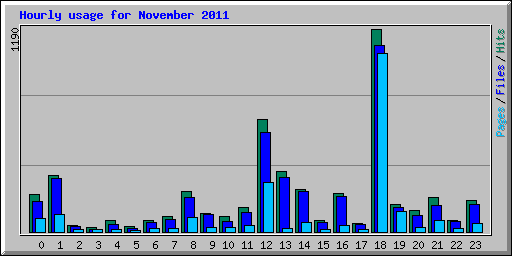 Hourly usage for November 2011
1190
Pages/Files/Hits
0 1 2 3 4 5 6 7 8 9 10 11 12 13 14 15 16 17 18 19 20 21 22 23